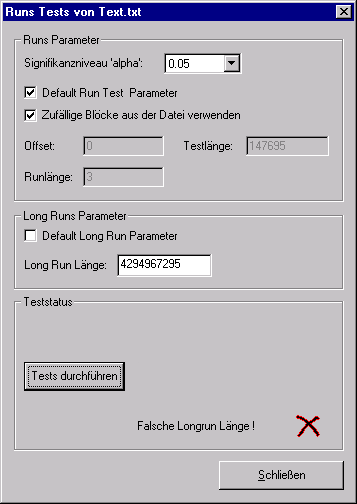 Runs Tests von Text.txt
Runs Parameter
Signifikanzniveau 'alpha': 0.05
Default Run Test Parameter
Zufällige Blöcke aus der Datei verwenden
Offset: 0 Testlänge: 147695
Runlänge: 3
Long Runs Parameter
Default Long Run Parameter
Long Run Länge: 4294967295
Teststatus
Tests durchführen
Falsche Longrun Länge !
Schließen